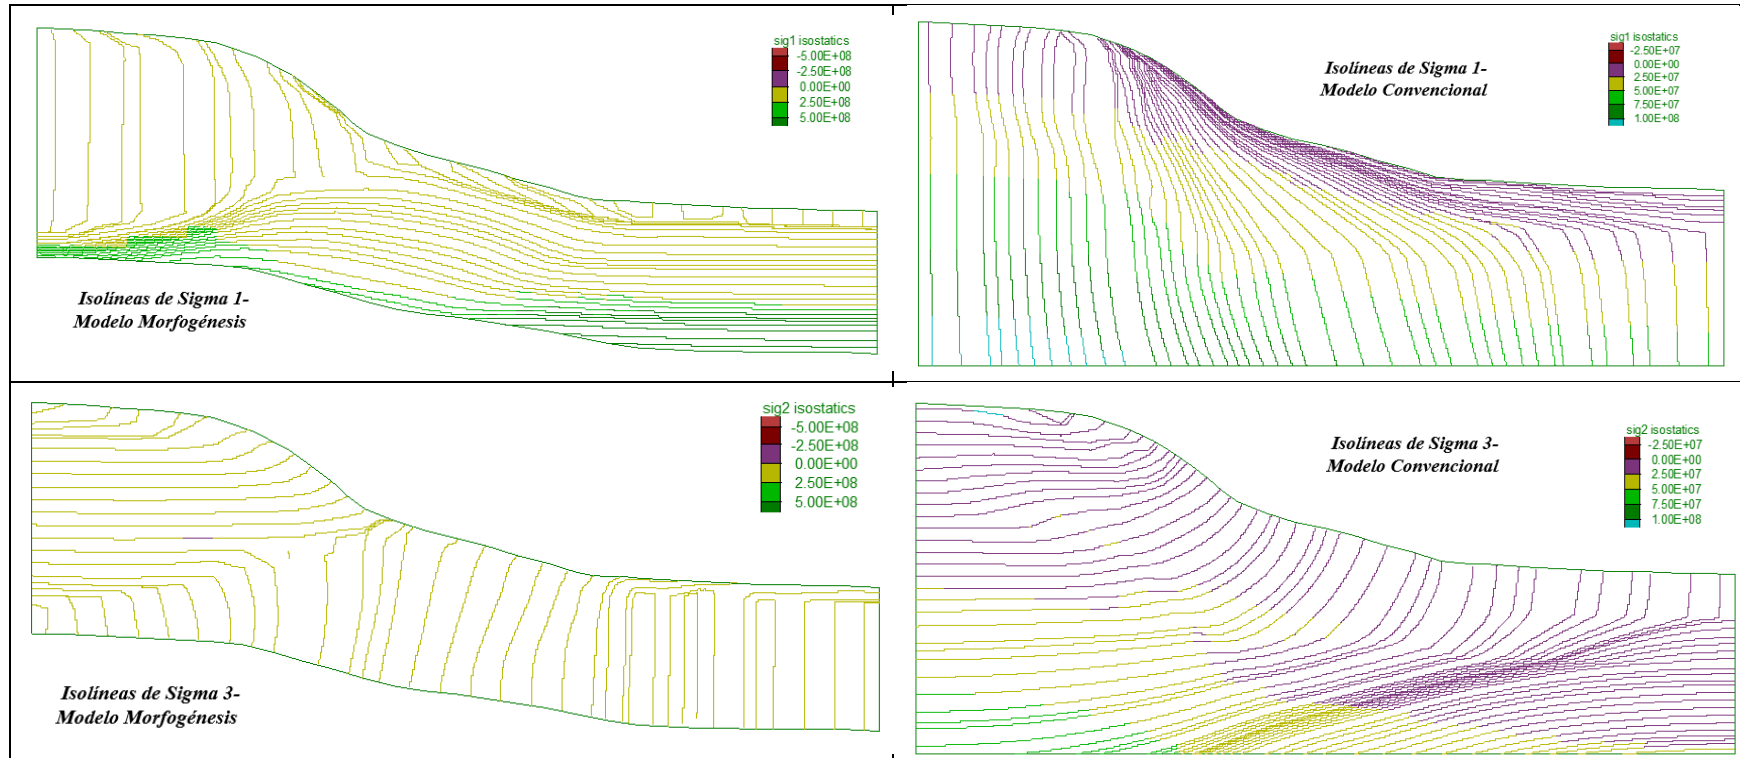 sig1 isostatics
-5.00E+08
-2.50E+08
0.00E+00
2.50E+08
5.00E+08
Isolíneas de Sigma 1-
Modelo Morfogénesis
Isolíneas de Sigma 1-
Modelo Convencional
sig1 isostatics
-2.50E+07
0.00E+00
2.50E+07
5.00E+07
7.50E+07
1.00E+08
sig2 isostatics
-5.00E+08
-2.50E+08
0.00E+00
2.50E+08
5.00E+08
Isolíneas de Sigma 3-
Modelo Morfogénesis
Isolíneas de Sigma 3-
Modelo Convencional
sig2 isostatics
-2.50E+07
0.00E+00
2.50E+07
5.00E+07
7.50E+07
1.00E+08